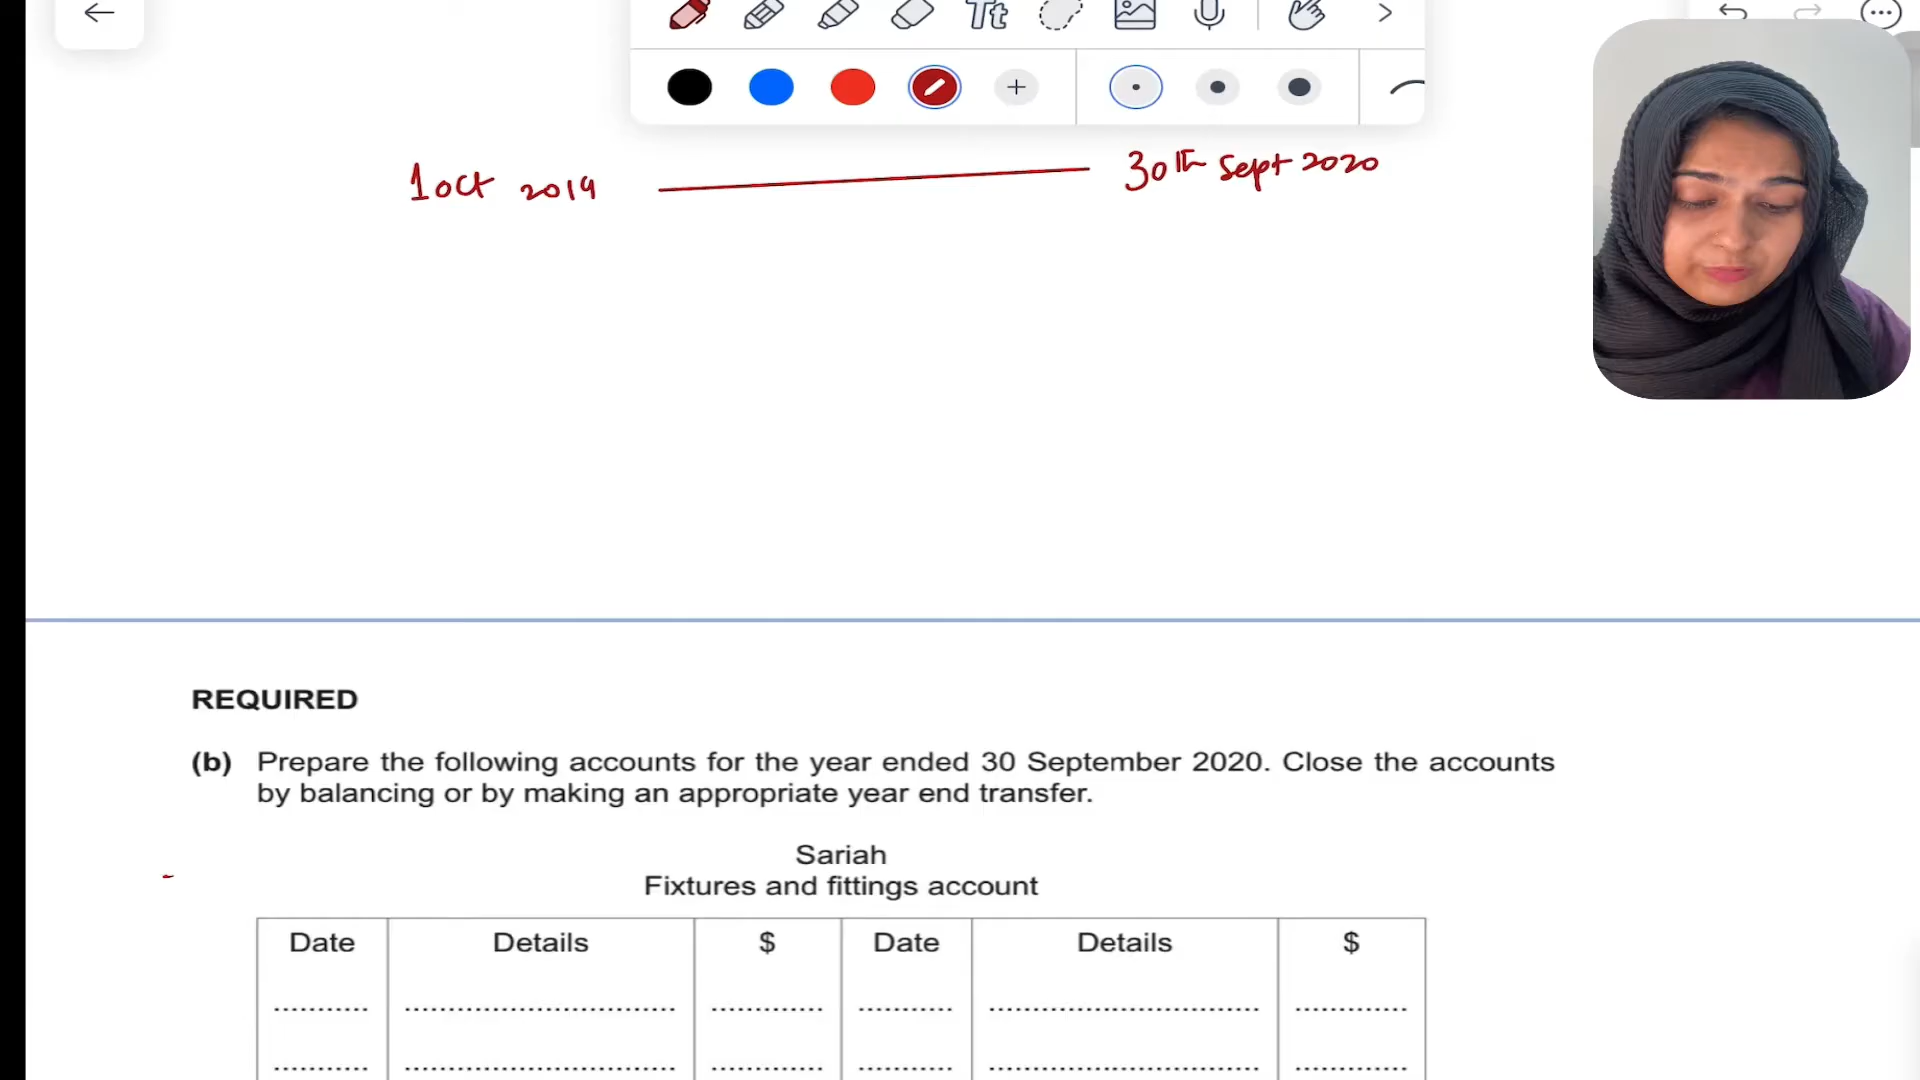 Tt
1 oct 2019 30th Sept 2020
REQUIRED
(b) Prepare the following accounts for the year ended 30 September 2020. Close the accounts
by balancing or by making an appropriate year end transfer.
Sariah
Fixtures and fittings account
Date Details $ Date Details $